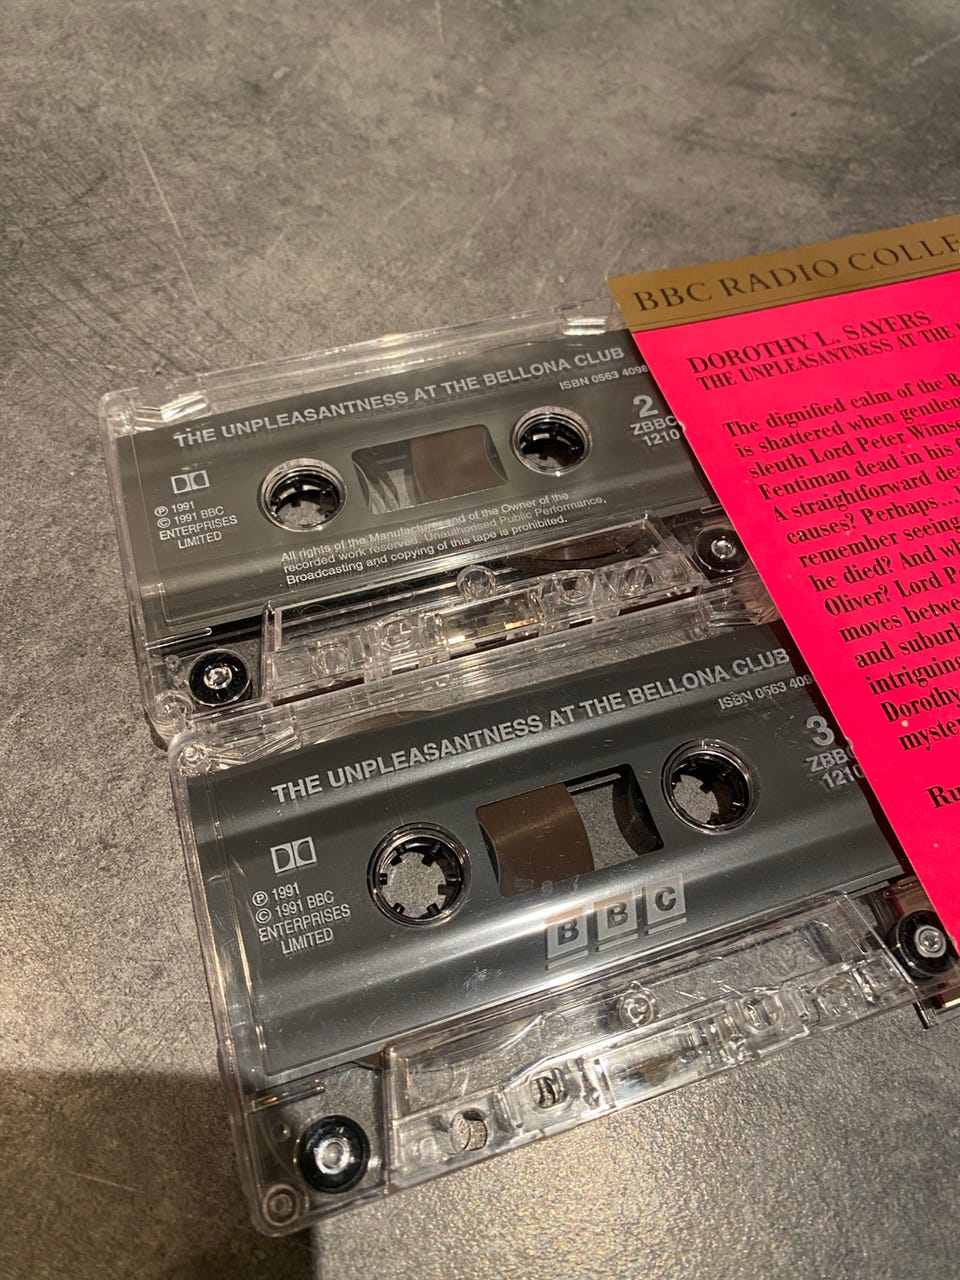 THE UNPLEASANTNESS AT THE BELLONA CLUB
ISBN 0563 4096
2
ZBBC
1210
℗ 1991
© 1991 BBC
ENTERPRISES
LIMITED
All rights of the Manufacturer and of the Owner of the
recorded work reserved. Unauthorised Public Performance,
Broadcasting and copying of this tape is prohibited.
THE UNPLEASANTNESS AT THE BELLONA CLUB
ISBN 0563 409
3
ZBBC
1210
℗ 1991
© 1991 BBC
ENTERPRISES
LIMITED
BBC
BBC RADIO COLLE
DOROTHY L. SAYERS
THE UNPLEASANTNESS AT THE
The dignified calm of the B
is shattered when gentlem
sleuth Lord Peter Wimse
Fentiman dead in his f
A straightforward dea
causes? Perhaps...
remember seeing
he died? And wh
Oliver? Lord P
moves betwe
and suburb
intriguing
Dorothy
myste
Ru